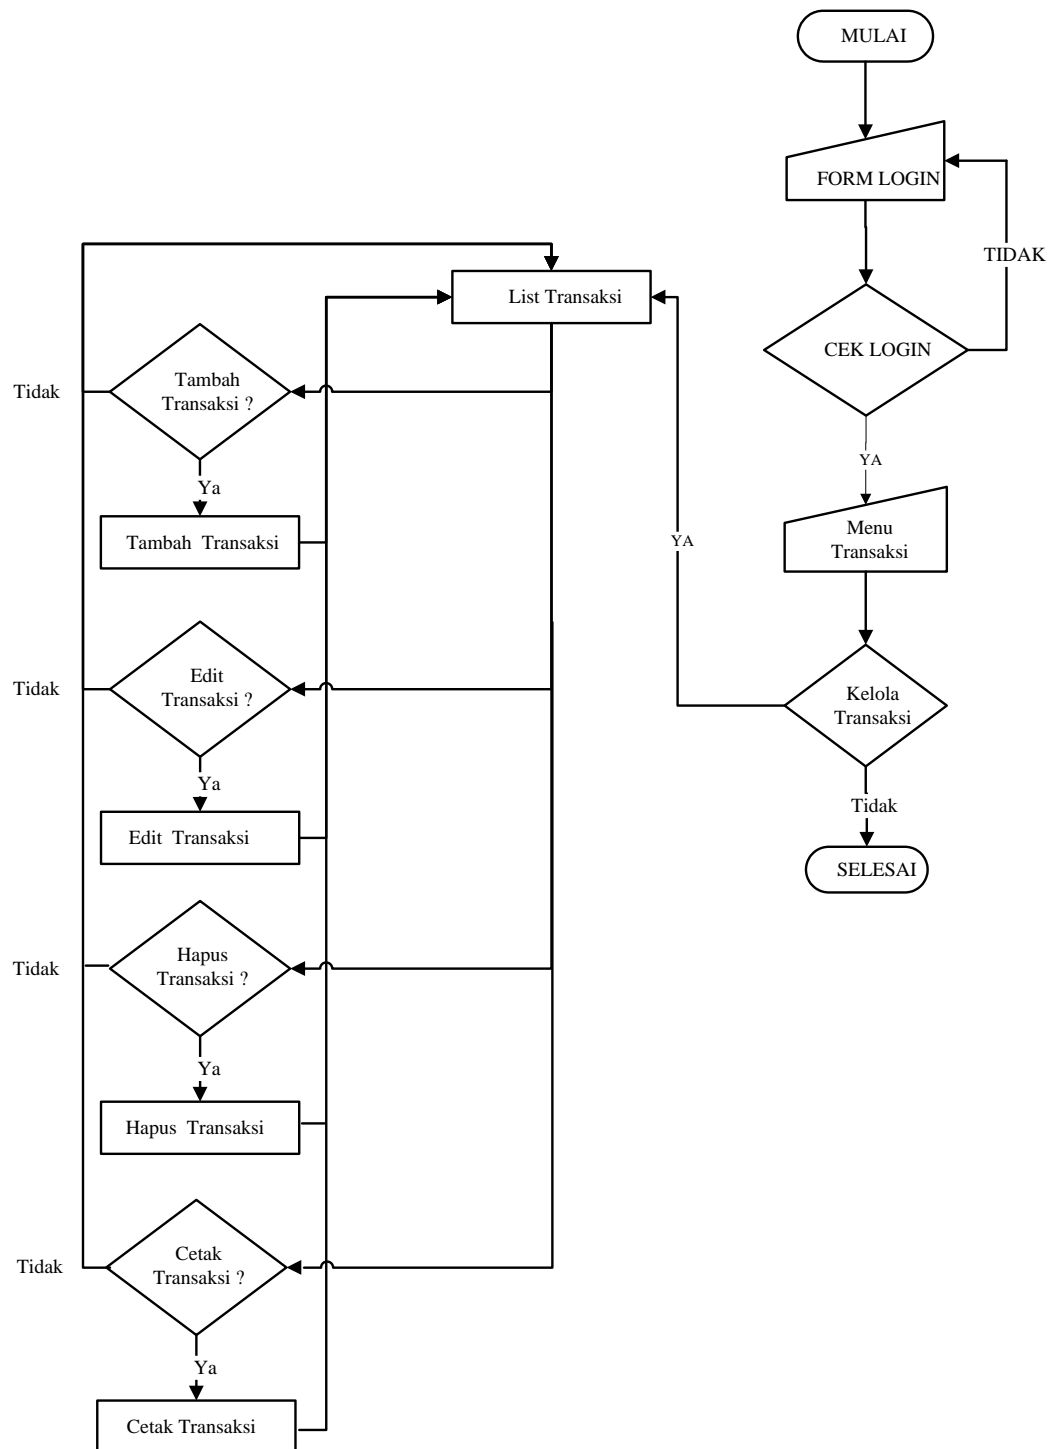 MULAI
FORM LOGIN
TIDAK
CEK LOGIN
YA
Menu
Transaksi
Kelola
Transaksi
Tidak
SELESAI
YA
List Transaksi
Tambah
Transaksi ?
Tidak
Ya
Tambah Transaksi
Edit
Transaksi ?
Tidak
Ya
Edit Transaksi
Hapus
Transaksi ?
Tidak
Ya
Hapus Transaksi
Cetak
Transaksi ?
Tidak
Ya
Cetak Transaksi